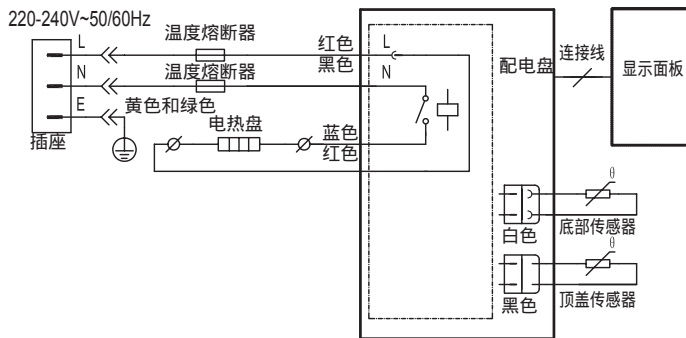 220-240V~50/60Hz
L
温度熔断器
红色
L
N
温度熔断器
黑色
N
配电盘
连接线
显示面板
E
黄色和绿色
插座
电热盘
蓝色
红色
θ
白色
底部传感器
θ
黑色
顶盖传感器